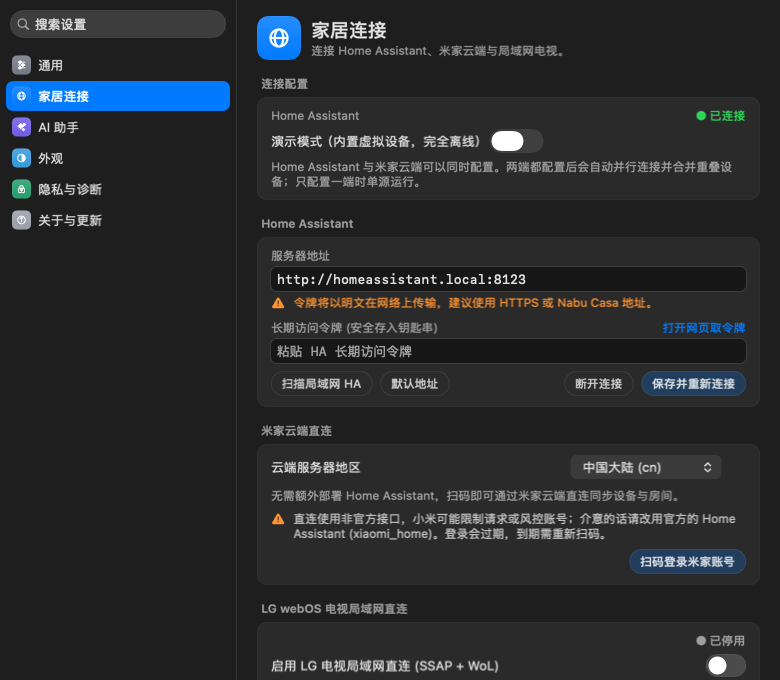 搜索设置
通用
家居连接
AI 助手
外观
隐私与诊断
关于与更新
家居连接
连接 Home Assistant、米家云端与局域网电视。
连接配置
Home Assistant
已连接
演示模式（内置虚拟设备，完全离线）
Home Assistant 与米家云端可以同时配置。两端都配置后会自动并行连接并合并重叠设
备；只配置一端时单源运行。
Home Assistant
服务器地址
http://homeassistant.local:8123
令牌将以明文在网络上传输，建议使用 HTTPS 或 Nabu Casa 地址。
长期访问令牌 (安全存入钥匙串)
打开网页取令牌
粘贴 HA 长期访问令牌
扫描局域网 HA
默认地址
断开连接
保存并重新连接
米家云端直连
云端服务器地区
中国大陆 (cn)
无需额外部署 Home Assistant，扫码即可通过米家云端直连同步设备与房间。
直连使用非官方接口，小米可能限制请求或风控账号；介意的话请改用官方的 Home
Assistant (xiaomi_home)。登录会过期，到期需重新扫码。
扫码登录米家账号
LG webOS 电视局域网直连
已停用
启用 LG 电视局域网直连 (SSAP + WoL)